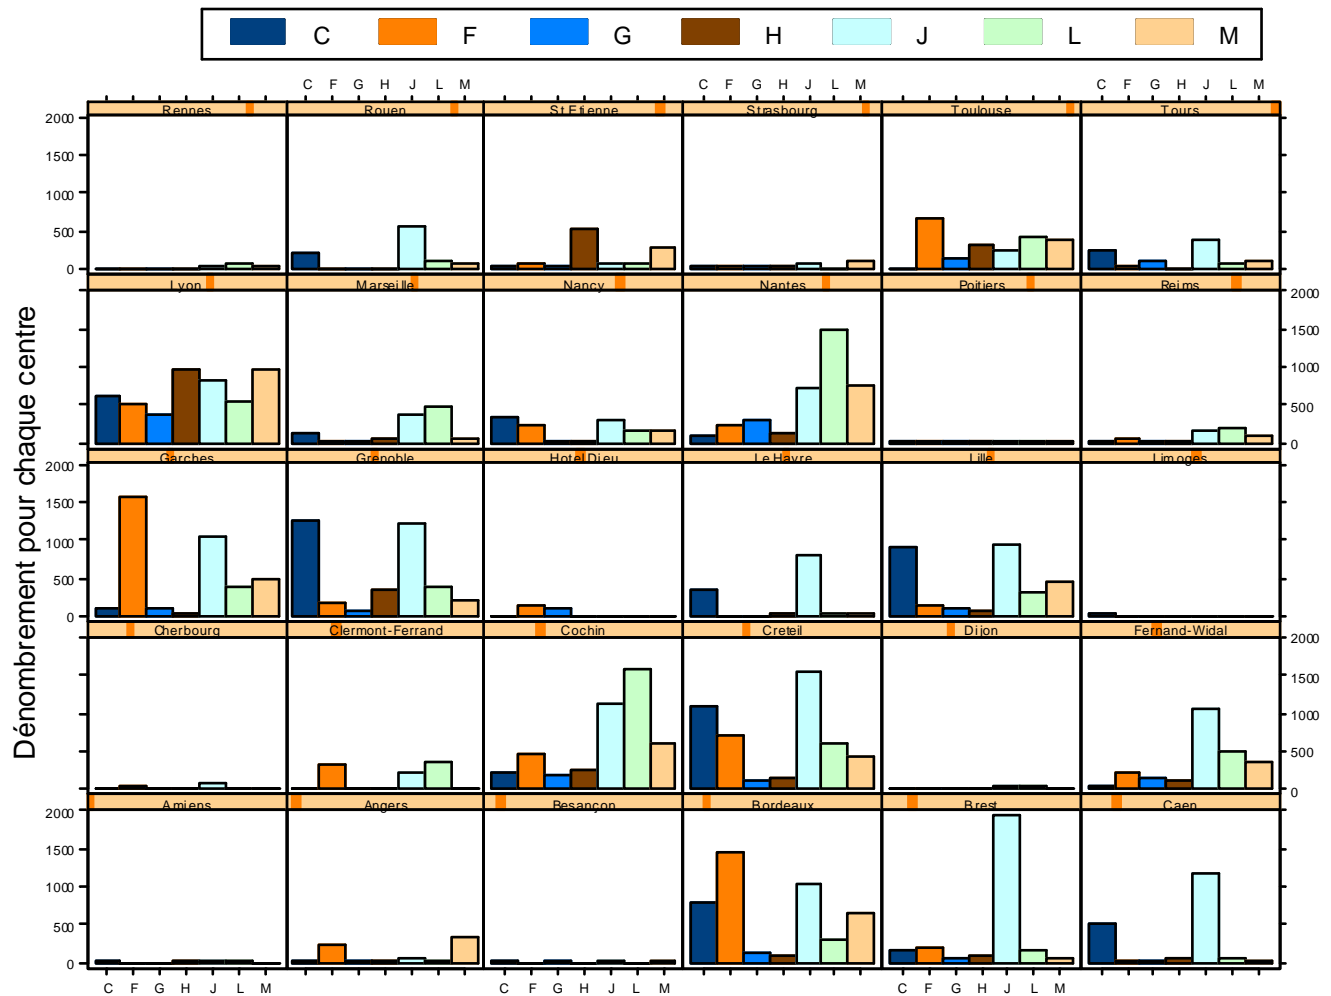 C F G H J L M
C F G H J L M C F G H J L M C F G H J L M
Rennes Rouen St Etienne Strasbourg Toulouse Tours
2000
1500
1000
500
0
Lyon Marseille Nancy Nantes Poitiers Reims
2000
1500
1000
500
0
Garches Grenoble Hotel Dieu Le Havre Lille Limoges
2000
1500
1000
500
0
Cherbourg Clermont-Ferrand Cochin Creteil Dijon Fernand-Widal
2000
1500
1000
500
0
Amiens Angers Besançon Bordeaux Brest Caen
2000
1500
1000
500
0
C F G H J L M C F G H J L M C F G H J L M
Dénombrement pour chaque centre